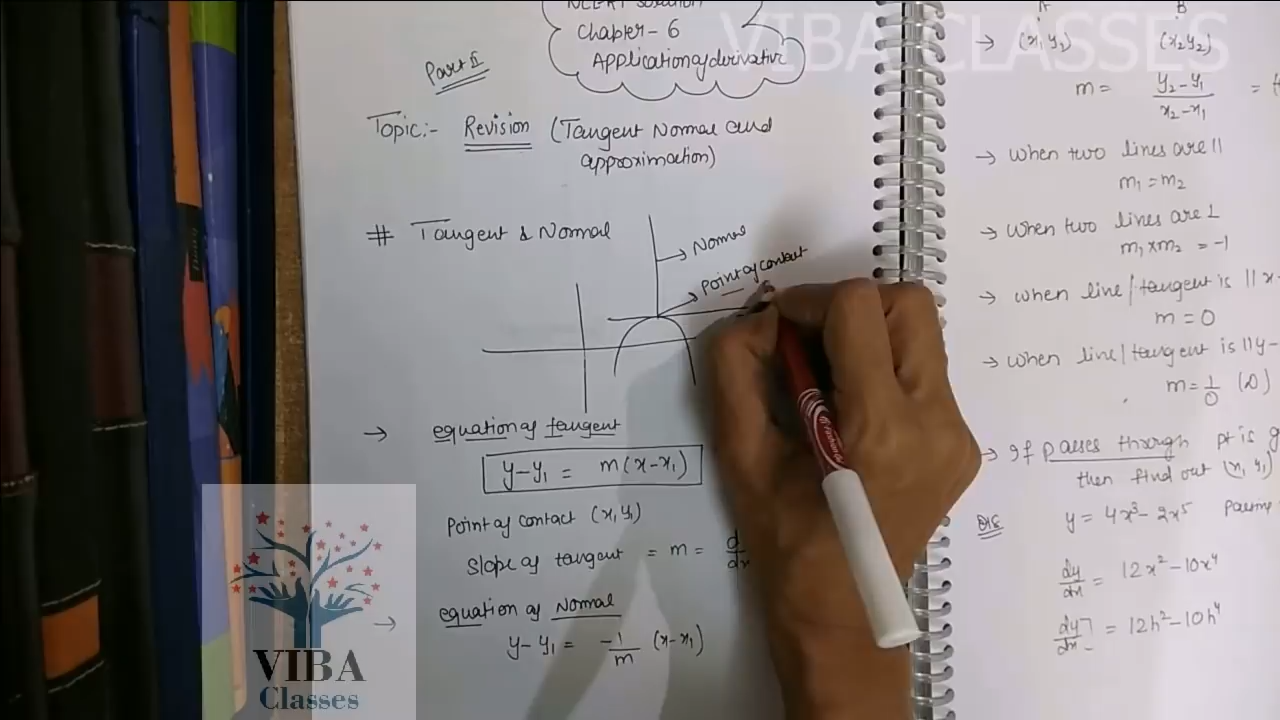 NCERT Solution
Chapter-6
Application of derivative
Part II
Topic:- Revision (Tangent Normal and
approximation)
# Tangent & Normal
→ Normal
Point of contact
→ equation of tangent
y-y₁ = m(x-x₁)
Point of contact (x₁y₁)
Slope of tangent = m = d/dx
→ equation of Normal
y-y₁ = -1/m (x-x₁)
VIBA CLASSES
A B
→ (x₁ y₁) (x₂ y₂)
m = y₂-y₁/x₂-x₁ =
→ When two lines are ||
m₁ = m₂
→ When two lines are ⊥
m₁×m₂ = -1
→ when line/tangent is || x-
m = 0
→ when line/tangent is || y-
m = 1/0 (∞)
→ If passes through pt is
then find out (x₁ y₁)
y = 4x³ - 2x⁵
dy/dx = 12x² - 10x⁴
dy/dx] = 12h² - 10h⁴
VIBA
Classes